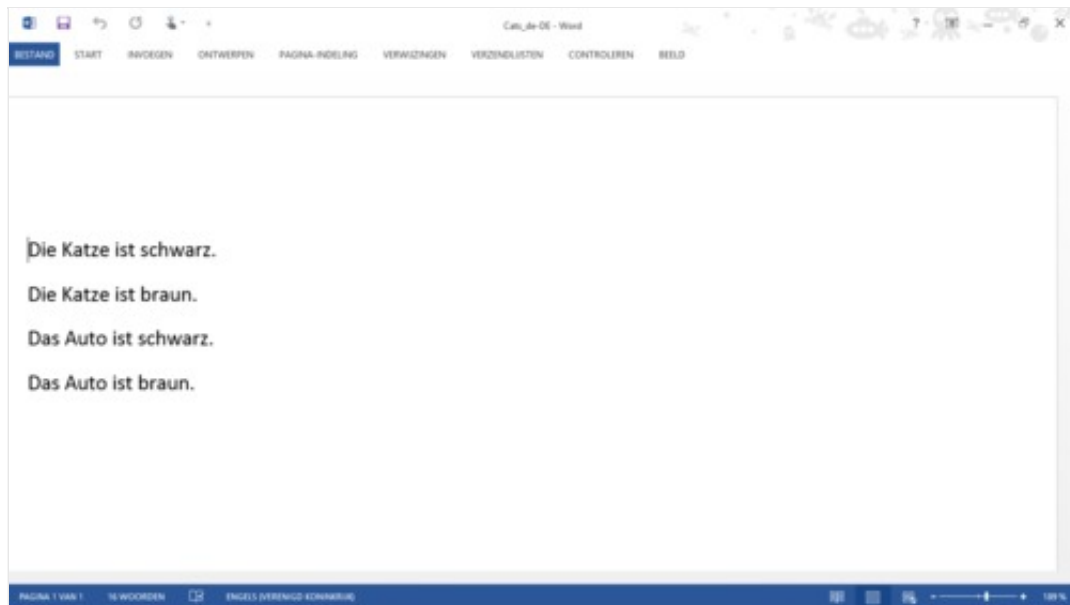 Cats_de-DE - Word
?
BESTAND START INVOEGEN ONTWERPEN PAGINA-INDELING VERWIJZINGEN VERZENDLIJSTEN CONTROLEREN BEELD
Die Katze ist schwarz.
Die Katze ist braun.
Das Auto ist schwarz.
Das Auto ist braun.
PAGINA 1 VAN 1 16 WOORDEN ENGELS (VERENIGD KONINKRIJK)